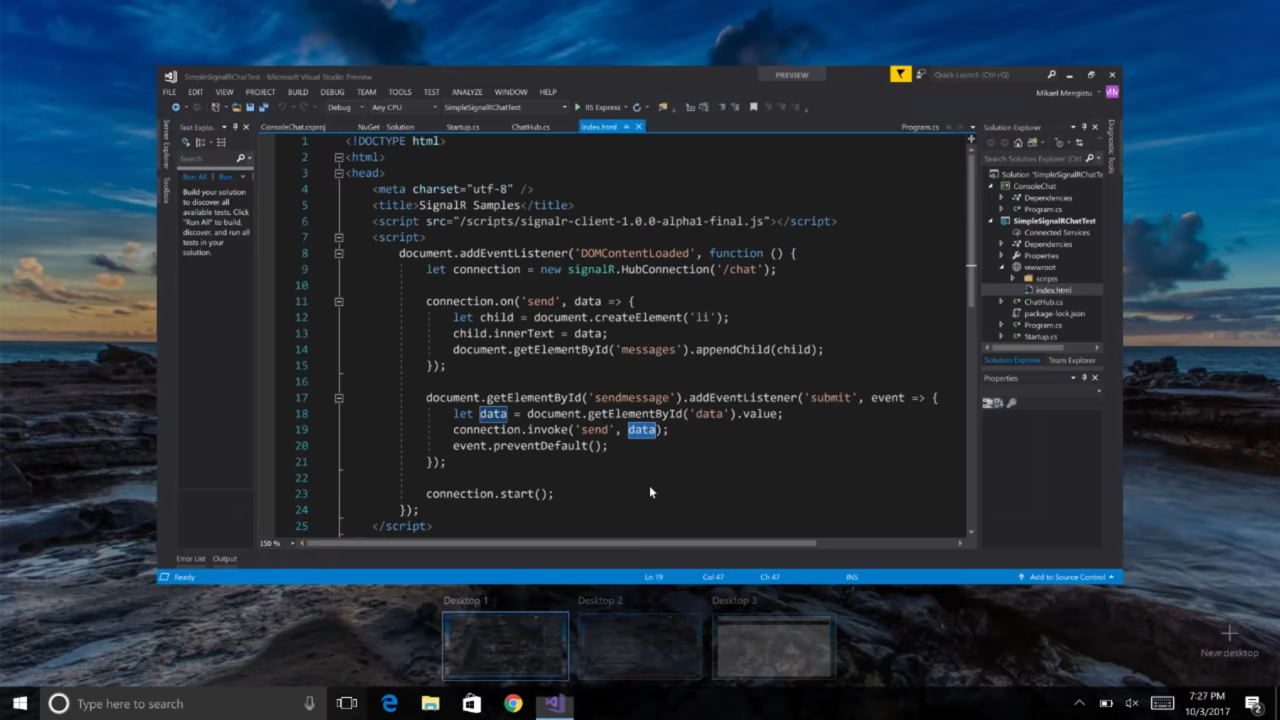 SimpleSignalRChatTest - Microsoft Visual Studio Preview
PREVIEW
Quick Launch (Ctrl+Q)
FILE EDIT VIEW PROJECT BUILD DEBUG TEAM TOOLS TEST ANALYZE WINDOW HELP
Mikael Mengistu
MM
Debug Any CPU SimpleSignalRChatTest IIS Express
Server Explorer
Toolbox
Test Explo...
Search
Run All | Run...
Build your solution
to discover all
available tests. Click
"Run All" to build,
discover, and run all
tests in your
solution.
ConsoleChat.csproj NuGet - Solution Startup.cs ChatHub.cs index.html Program.cs
1 <!DOCTYPE html>
2 <html>
3 <head>
4 <meta charset="utf-8" />
5 <title>SignalR Samples</title>
6 <script src="/scripts/signalr-client-1.0.0-alpha1-final.js"></script>
7 <script>
8 document.addEventListener('DOMContentLoaded', function () {
9 let connection = new signalR.HubConnection('/chat');
10
11 connection.on('send', data => {
12 let child = document.createElement('li');
13 child.innerText = data;
14 document.getElementById('messages').appendChild(child);
15 });
16
17 document.getElementById('sendmessage').addEventListener('submit', event => {
18 let data = document.getElementById('data').value;
19 connection.invoke('send', data);
20 event.preventDefault();
21 });
22
23 connection.start();
24 });
25 </script>
150 %
Solution Explorer
Search Solution Explorer (Ctrl
Solution 'SimpleSignalRChatTe
ConsoleChat
Dependencies
Program.cs
SimpleSignalRChatTest
Connected Services
Dependencies
Properties
wwwroot
scripts
index.html
ChatHub.cs
package-lock.json
Program.cs
Startup.cs
Solution Explorer Team Explorer
Properties
Diagnostic Tools
Error List Output
Ready Ln 19 Col 47 Ch 47 INS Add to Source Control
Desktop 1 Desktop 2 Desktop 3
New desktop
Type here to search
7:27 PM
10/3/2017
2